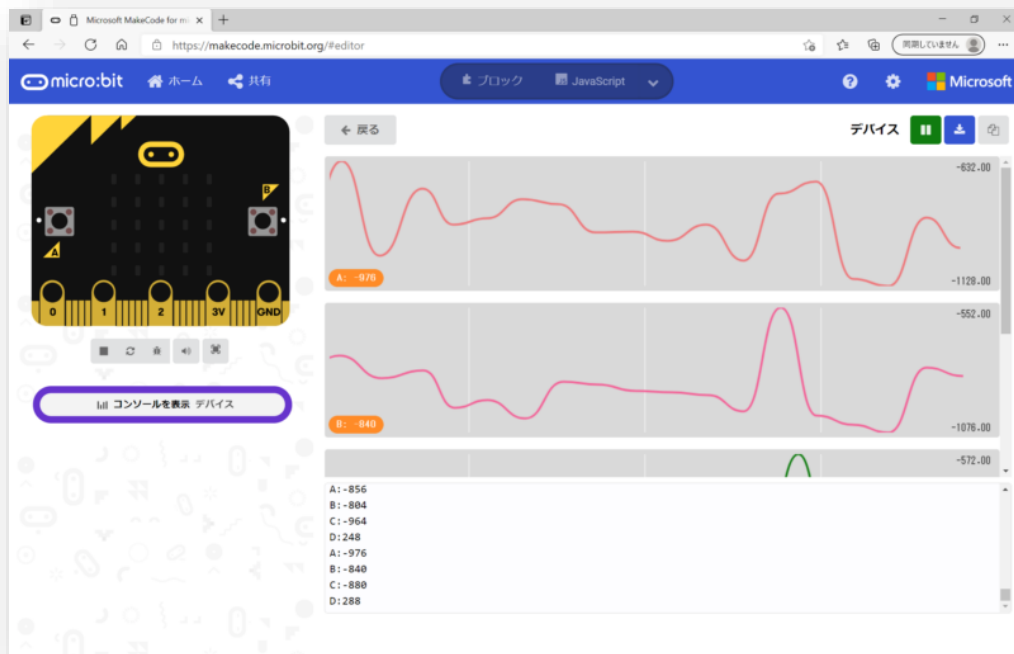 Microsoft MakeCode for mi
https://makecode.microbit.org/#editor
同期していません
micro:bit
ホーム
共有
ブロック
JavaScript
Microsoft
戻る
デバイス
A
B
0 1 2 3V GND
コンソールを表示 デバイス
-632.00
A: -976
-1128.00
-552.00
B: -840
-1076.00
-572.00
A:-856
B:-804
C:-964
D:248
A:-976
B:-840
C:-880
D:288